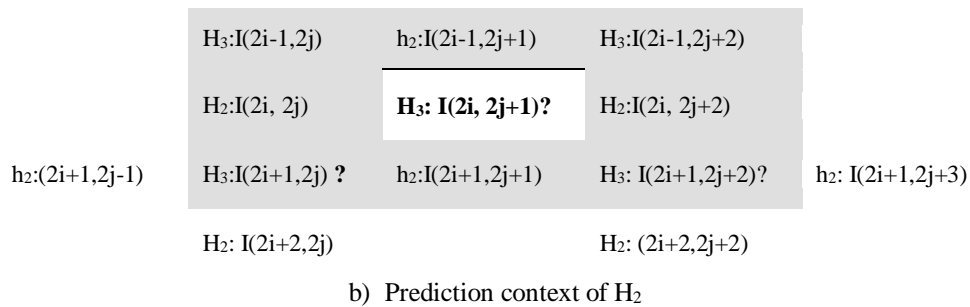 H₃:I(2i-1,2j) h₂:I(2i-1,2j+1) H₃:I(2i-1,2j+2)
H₂:I(2i, 2j) H₃: I(2i, 2j+1)? H₂:I(2i, 2j+2)
h₂:(2i+1,2j-1) H₃:I(2i+1,2j) ? h₂:I(2i+1,2j+1) H₃: I(2i+1,2j+2)? h₂: I(2i+1,2j+3)
H₂: I(2i+2,2j) H₂: (2i+2,2j+2)
b) Prediction context of H₂